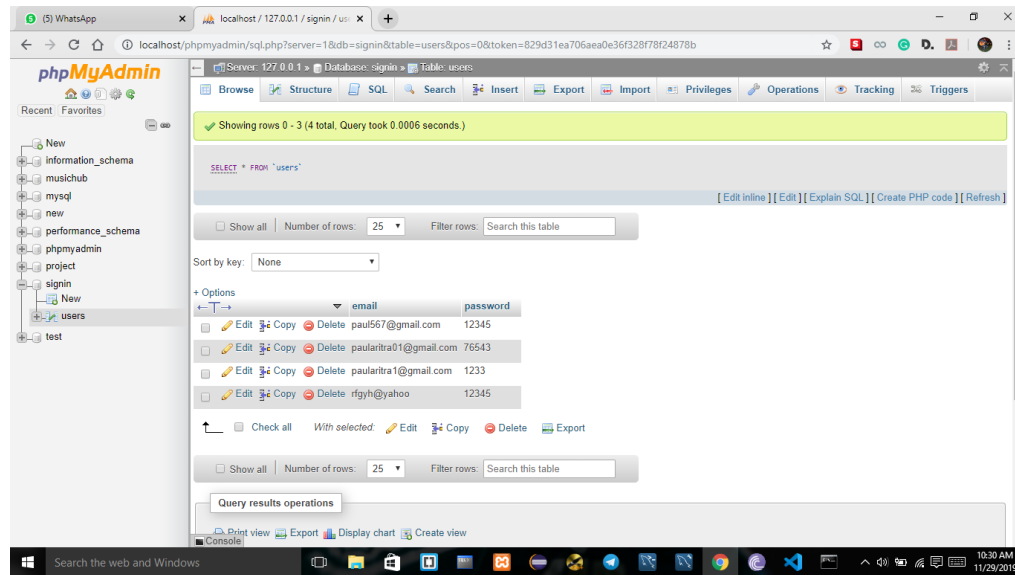 (5) WhatsApp
localhost / 127.0.0.1 / signin / us
localhost/phpmyadmin/sql.php?server=1&db=signin&table=users&pos=0&token=829d31ea706aea0e36f328f78f24878b
phpMyAdmin
Recent Favorites
New
information_schema
musichub
mysql
new
performance_schema
phpmyadmin
project
signin
New
users
test
Server: 127.0.0.1 » Database: signin » Table: users
Browse Structure SQL Search Insert Export Import Privileges Operations Tracking Triggers
Showing rows 0 - 3 (4 total, Query took 0.0006 seconds.)
SELECT * FROM `users`
[ Edit inline ] [ Edit ] [ Explain SQL ] [ Create PHP code ] [ Refresh ]
Show all Number of rows: 25 Filter rows: Search this table
Sort by key: None
+ Options
←T→ email password
Edit Copy Delete paul567@gmail.com 12345
Edit Copy Delete paularitra01@gmail.com 76543
Edit Copy Delete paularitra1@gmail.com 1233
Edit Copy Delete rfgyh@yahoo 12345
Check all With selected: Edit Copy Delete Export
Show all Number of rows: 25 Filter rows: Search this table
Query results operations
Print view Export Display chart Create view
Console
Search the web and Windows
10:30 AM
11/29/2019